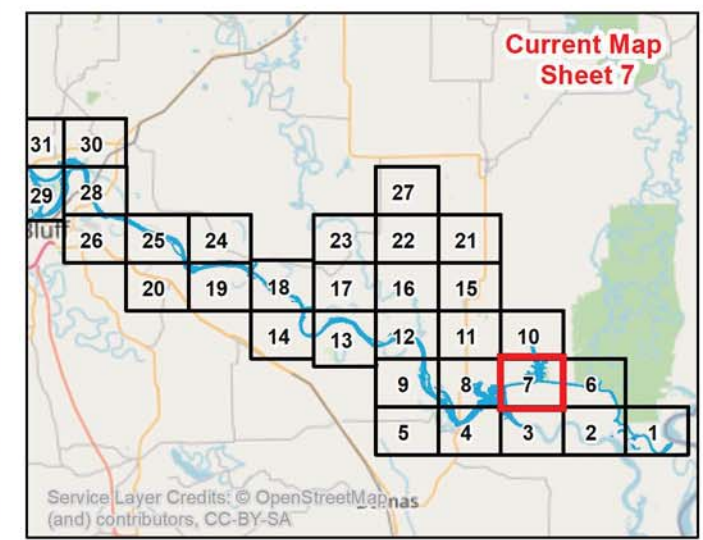 Current Map
Sheet 7
31 30
29 28 27
Bluff 26 25 24 23 22 21
20 19 18 17 16 15
14 13 12 11 10
9 8 7 6
5 4 3 2 1
Service Layer Credits: © OpenStreetMap
(and) contributors, CC-BY-SA